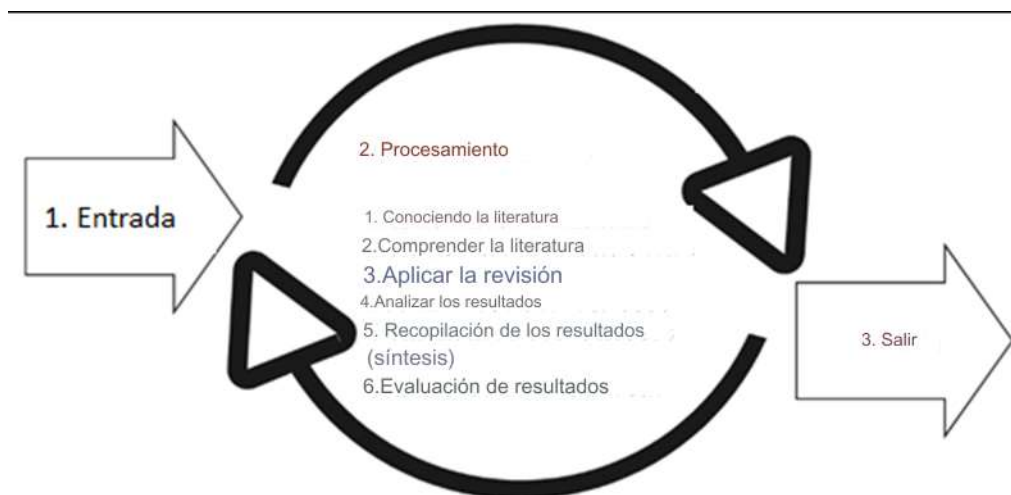 1. Entrada
2. Procesamiento
1. Conociendo la literatura
2.Comprender la literatura
3.Aplicar la revisión
4.Analizar los resultados
5. Recopilación de los resultados
(síntesis)
6.Evaluación de resultados
3. Salir